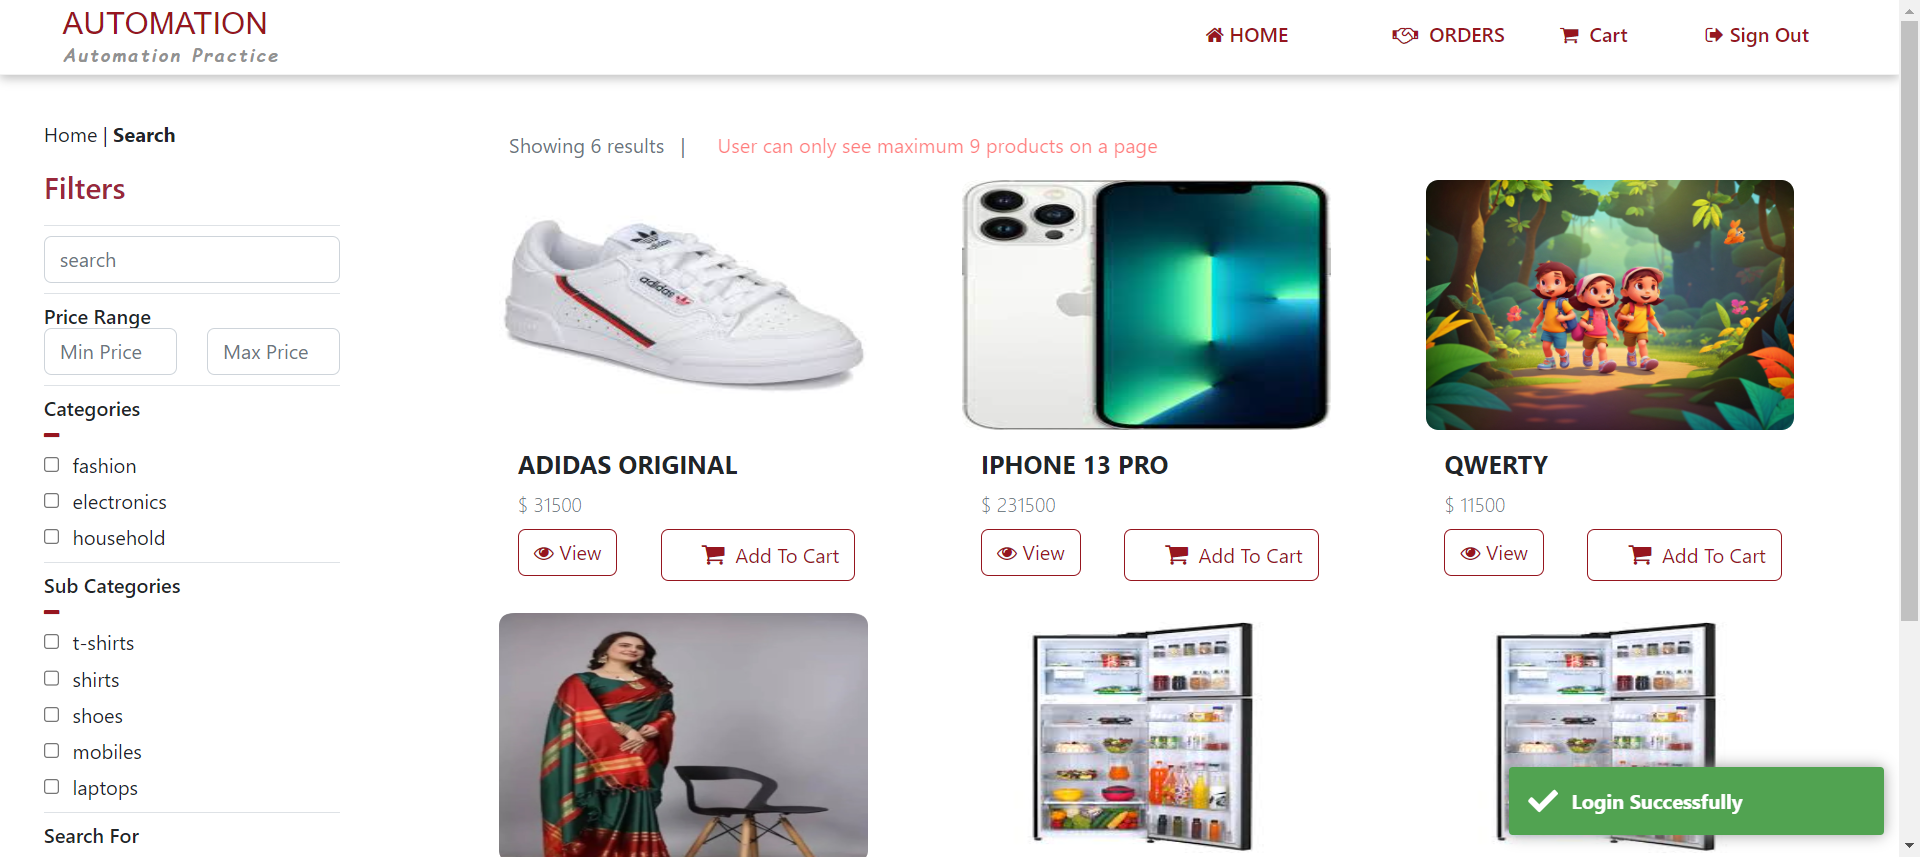 AUTOMATION
Automation Practice
HOME
ORDERS
Cart
Sign Out
Home | Search
Showing 6 results |
User can only see maximum 9 products on a page
Filters
search
Price Range
Min Price
Max Price
Categories
fashion
electronics
household
Sub Categories
t-shirts
shirts
shoes
mobiles
laptops
Search For
adidas
adidas
ADIDAS ORIGINAL
$ 31500
View
Add To Cart
IPHONE 13 PRO
$ 231500
View
Add To Cart
QWERTY
$ 11500
View
Add To Cart
Login Successfully